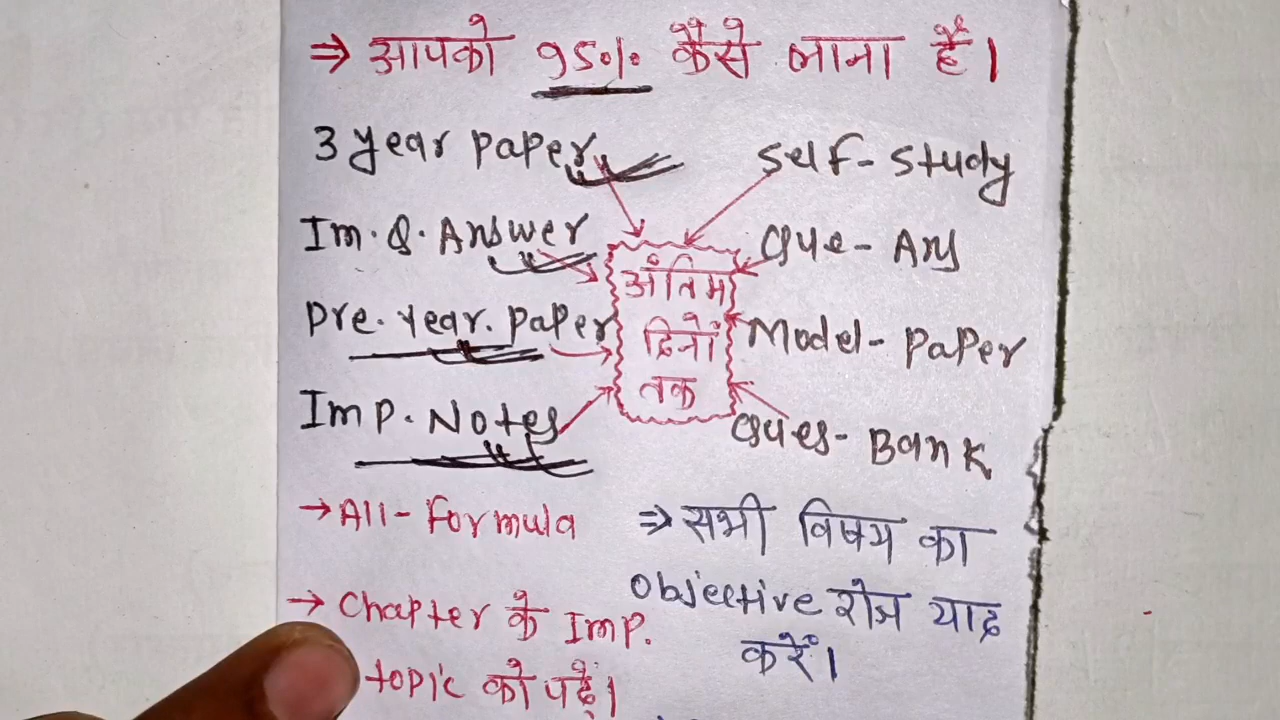 ⇒ आपको 95% कैसे लाना हैं।
3 year paper
Self-study
Im. Q. Answer
Que-Ans
अंतिम
Pre. year. paper
दिनों
Model-paper
तक
Imp. Notes
Ques-Bank
→ All-Formula
⇒ सभी विषय का
objective रोज याद
करें।
→ Chapter के Imp.
topic को पढ़ें।